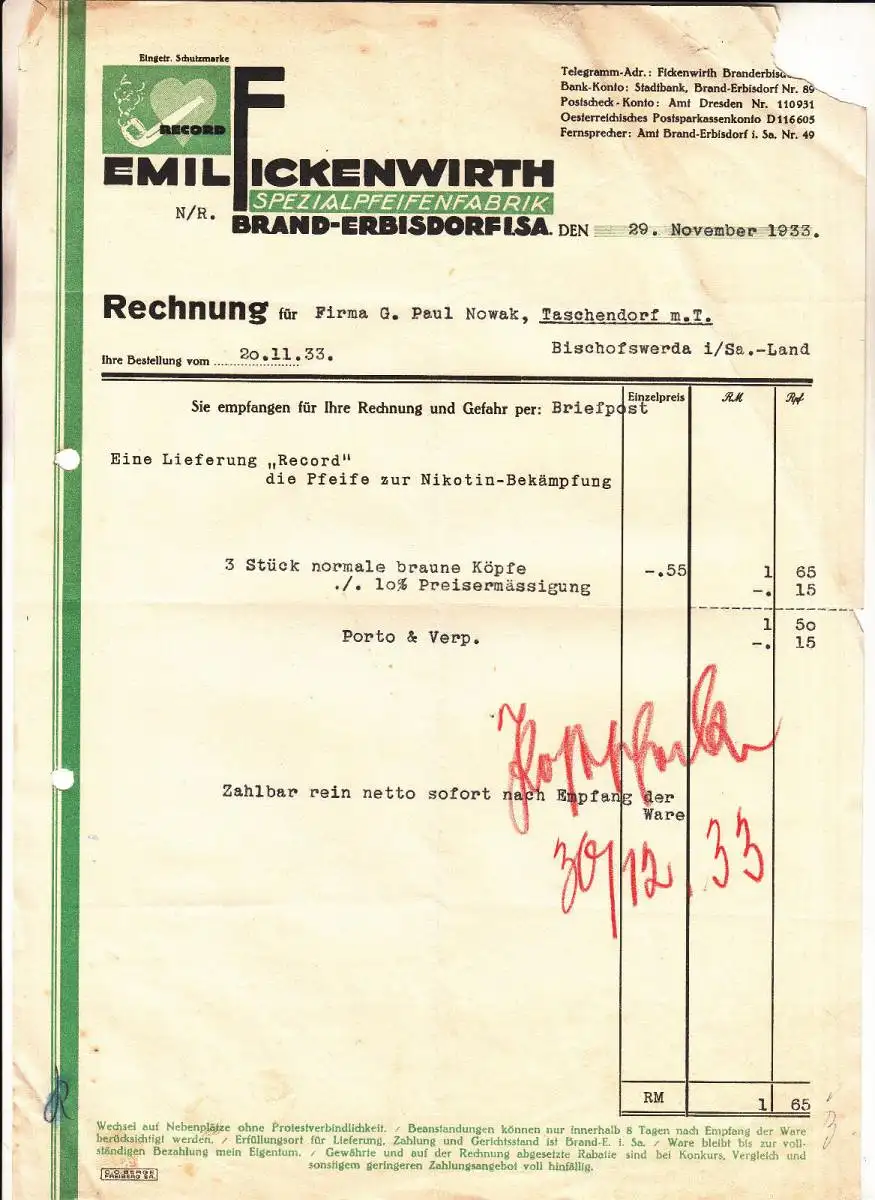 Eingetr. Schutzmarke
RECORD
EMIL FICKENWIRTH
SPEZIALPFEIFENFABRIK
BRAND-ERBISDORF I.SA.
Telegramm-Adr.: Fickenwirth Branderbisd
Bank-Konto: Stadtbank, Brand-Erbisdorf Nr. 89
Postscheck-Konto: Amt Dresden Nr. 110931
Oesterreichisches Postsparkassenkonto D 116605
Fernsprecher: Amt Brand-Erbisdorf i. Sa. Nr. 49
N/R.
DEN 29. November 1933.
Rechnung für Firma G. Paul Nowak, Taschendorf m.T.
Bischofswerda i/Sa.-Land
Ihre Bestellung vom 20.11.33.
Sie empfangen für Ihre Rechnung und Gefahr per: Briefpost
Einzelpreis RM Rpf
Eine Lieferung „Record"
die Pfeife zur Nikotin-Bekämpfung
3 Stück normale braune Köpfe -.55 1 65
./. 10% Preisermässigung -. 15
1 50
Porto & Verp. -. 15
Zahlbar rein netto sofort nach Empfang der
Ware
30/12.33
RM 1 65
Wechsel auf Nebenplätze ohne Protestverbindlichkeit. / Beanstandungen können nur innerhalb 8 Tagen nach Empfang der Ware
berücksichtigt werden. / Erfüllungsort für Lieferung, Zahlung und Gerichtsstand ist Brand-E. i. Sa. / Ware bleibt bis zur voll-
ständigen Bezahlung mein Eigentum. / Gewährte und auf der Rechnung abgesetzte Rabatte sind bei Konkurs, Vergleich und
sonstigem geringeren Zahlungsangebot voll hinfällig.
FREIBERG SA.